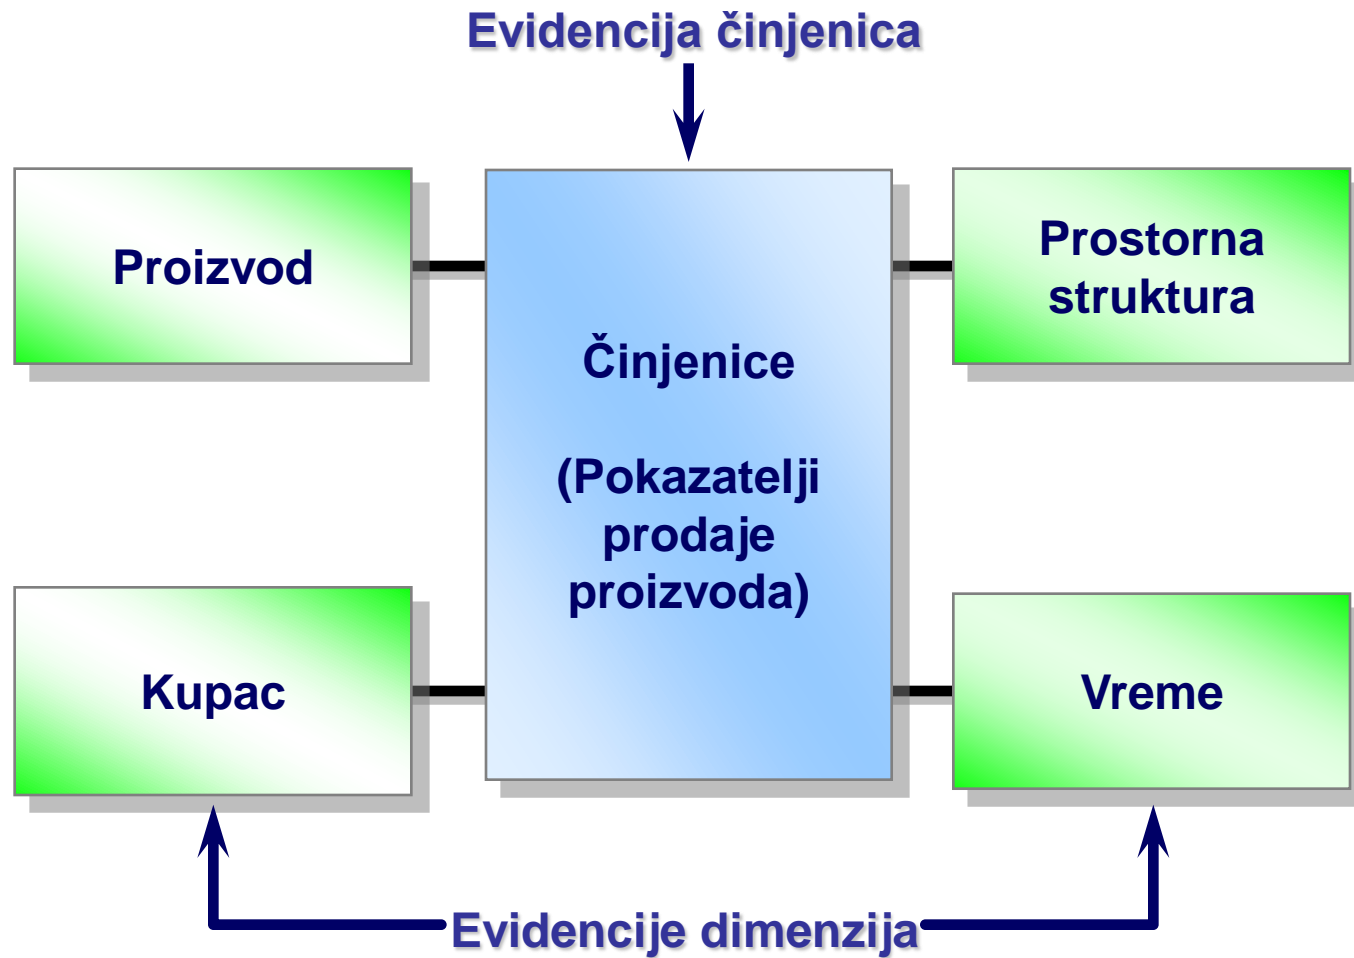 Evidencija činjenica
Proizvod
Prostorna
struktura
Činjenice
(Pokazatelji
prodaje
proizvoda)
Kupac
Vreme
Evidencije dimenzija